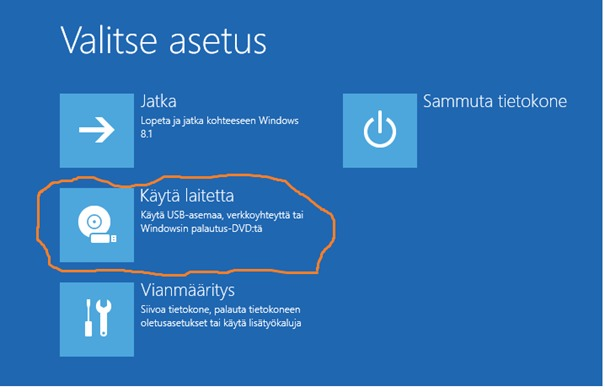 Valitse asetus
Jatka
Lopeta ja jatka kohteeseen Windows
8.1
Sammuta tietokone
Käytä laitetta
Käytä USB-asemaa, verkkoyhteyttä tai
Windowsin palautus-DVD:tä
Vianmääritys
Siivoa tietokone, palauta tietokoneen
oletusasetukset tai käytä lisätyökaluja